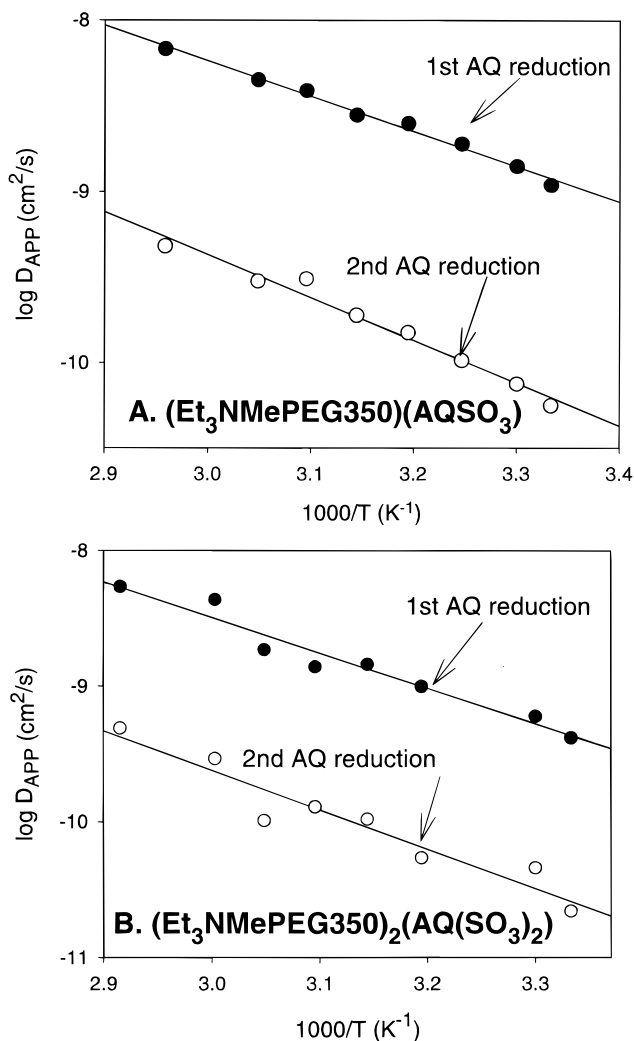 -8
1st AQ reduction
-9
log D_APP (cm²/s)
2nd AQ reduction
-10
A. (Et₃NMePEG350)(AQSO₃)
2.9 3.0 3.1 3.2 3.3 3.4
1000/T (K⁻¹)
-8
1st AQ reduction
-9
log D_APP (cm²/s)
2nd AQ reduction
-10
B. (Et₃NMePEG350)₂(AQ(SO₃)₂)
-11
2.9 3.0 3.1 3.2 3.3
1000/T (K⁻¹)